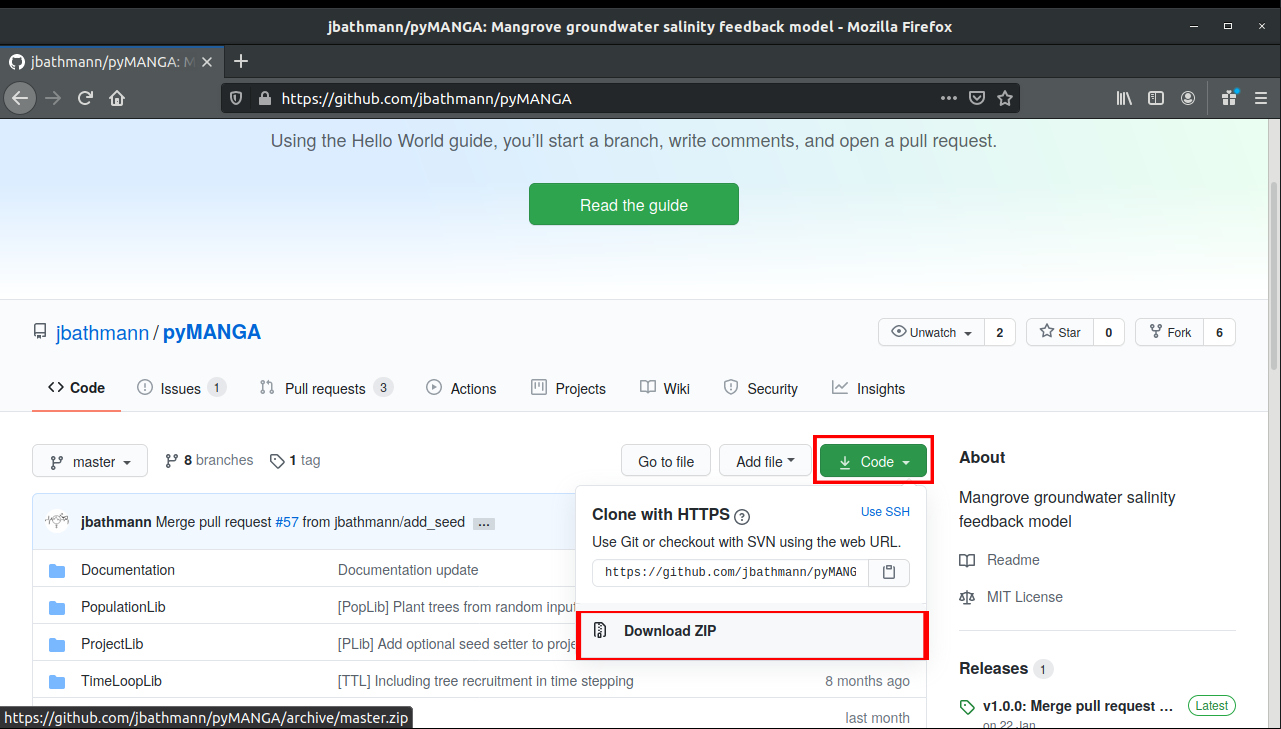 jbathmann/pyMANGA: Mangrove groundwater salinity feedback model - Mozilla Firefox
jbathmann/pyMANGA: M
https://github.com/jbathmann/pyMANGA
Using the Hello World guide, you’ll start a branch, write comments, and open a pull request.
Read the guide
jbathmann / pyMANGA
Unwatch 2 Star 0 Fork 6
Code Issues 1 Pull requests 3 Actions Projects Wiki Security Insights
master 8 branches 1 tag Go to file Add file Code
About
Mangrove groundwater salinity
feedback model
Readme
MIT License
Releases 1
v1.0.0: Merge pull request ... Latest
on 22 Jan
Clone with HTTPS ? Use SSH
Use Git or checkout with SVN using the web URL.
https://github.com/jbathmann/pyMANG
Download ZIP
jbathmann Merge pull request #57 from jbathmann/add_seed ...
Documentation Documentation update
PopulationLib [PopLib] Plant trees from random input
ProjectLib [PLib] Add optional seed setter to proje
TimeLoopLib [TTL] Including tree recruitment in time stepping 8 months ago
last month
https://github.com/jbathmann/pyMANGA/archive/master.zip